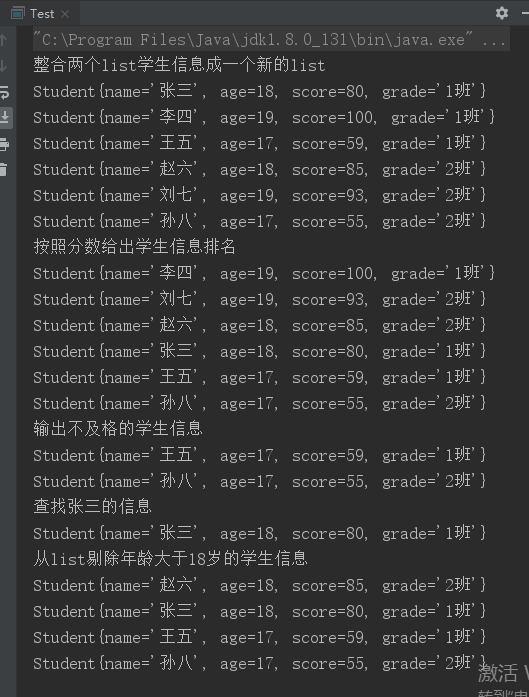 Test
"C:\Program Files\Java\jdk1.8.0_131\bin\java.exe" ...
整合两个list学生信息成一个新的list
Student{name='张三', age=18, score=80, grade='1班'}
Student{name='李四', age=19, score=100, grade='1班'}
Student{name='王五', age=17, score=59, grade='1班'}
Student{name='赵六', age=18, score=85, grade='2班'}
Student{name='刘七', age=19, score=93, grade='2班'}
Student{name='孙八', age=17, score=55, grade='2班'}
按照分数给出学生信息排名
Student{name='李四', age=19, score=100, grade='1班'}
Student{name='刘七', age=19, score=93, grade='2班'}
Student{name='赵六', age=18, score=85, grade='2班'}
Student{name='张三', age=18, score=80, grade='1班'}
Student{name='王五', age=17, score=59, grade='1班'}
Student{name='孙八', age=17, score=55, grade='2班'}
输出不及格的学生信息
Student{name='王五', age=17, score=59, grade='1班'}
Student{name='孙八', age=17, score=55, grade='2班'}
查找张三的信息
Student{name='张三', age=18, score=80, grade='1班'}
从list剔除年龄大于18岁的学生信息
Student{name='赵六', age=18, score=85, grade='2班'}
Student{name='张三', age=18, score=80, grade='1班'}
Student{name='王五', age=17, score=59, grade='1班'}
Student{name='孙八', age=17, score=55, grade='2班'}
激活